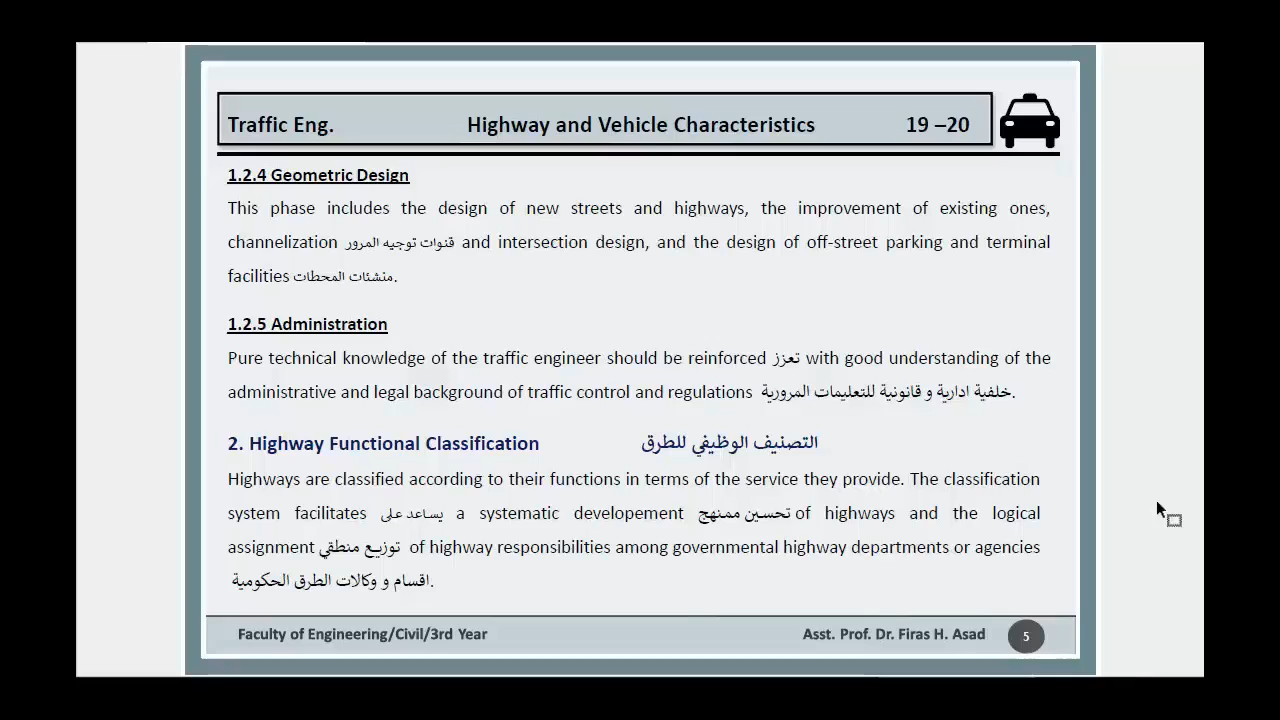 Traffic Eng. Highway and Vehicle Characteristics 19 –20
1.2.4 Geometric Design
This phase includes the design of new streets and highways, the improvement of existing ones,
channelization قنوات توجيه المرور and intersection design, and the design of off-street parking and terminal
facilities منشئات المحطات.
1.2.5 Administration
Pure technical knowledge of the traffic engineer should be reinforced تعزز with good understanding of the
administrative and legal background of traffic control and regulations خلفية ادارية و قانونية للتعليمات المرورية.
2. Highway Functional Classification التصنيف الوظيفي للطرق
Highways are classified according to their functions in terms of the service they provide. The classification
system facilitates يساعد على a systematic developement تحسين ممنهج of highways and the logical
assignment توزيع منطقي of highway responsibilities among governmental highway departments or agencies
اقسام و وكالات الطرق الحكومية.
Faculty of Engineering/Civil/3rd Year Asst. Prof. Dr. Firas H. Asad 5